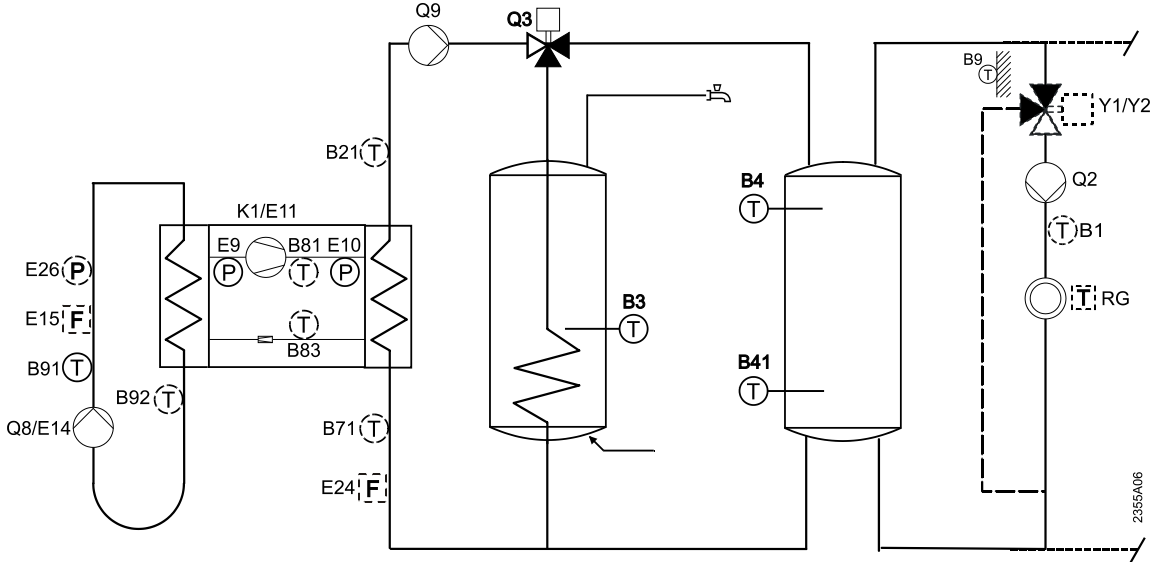 Q9
Q3
B9
T
Y1/Y2
B21 T
B4
T
Q2
K1/E11
T B1
E9 B81 E10
P T P
E26 P
T RG
E15 F
T
B3
T
B83
B91 T
B92 T
B41
T
Q8/E14
B71 T
E24 F
2355A06